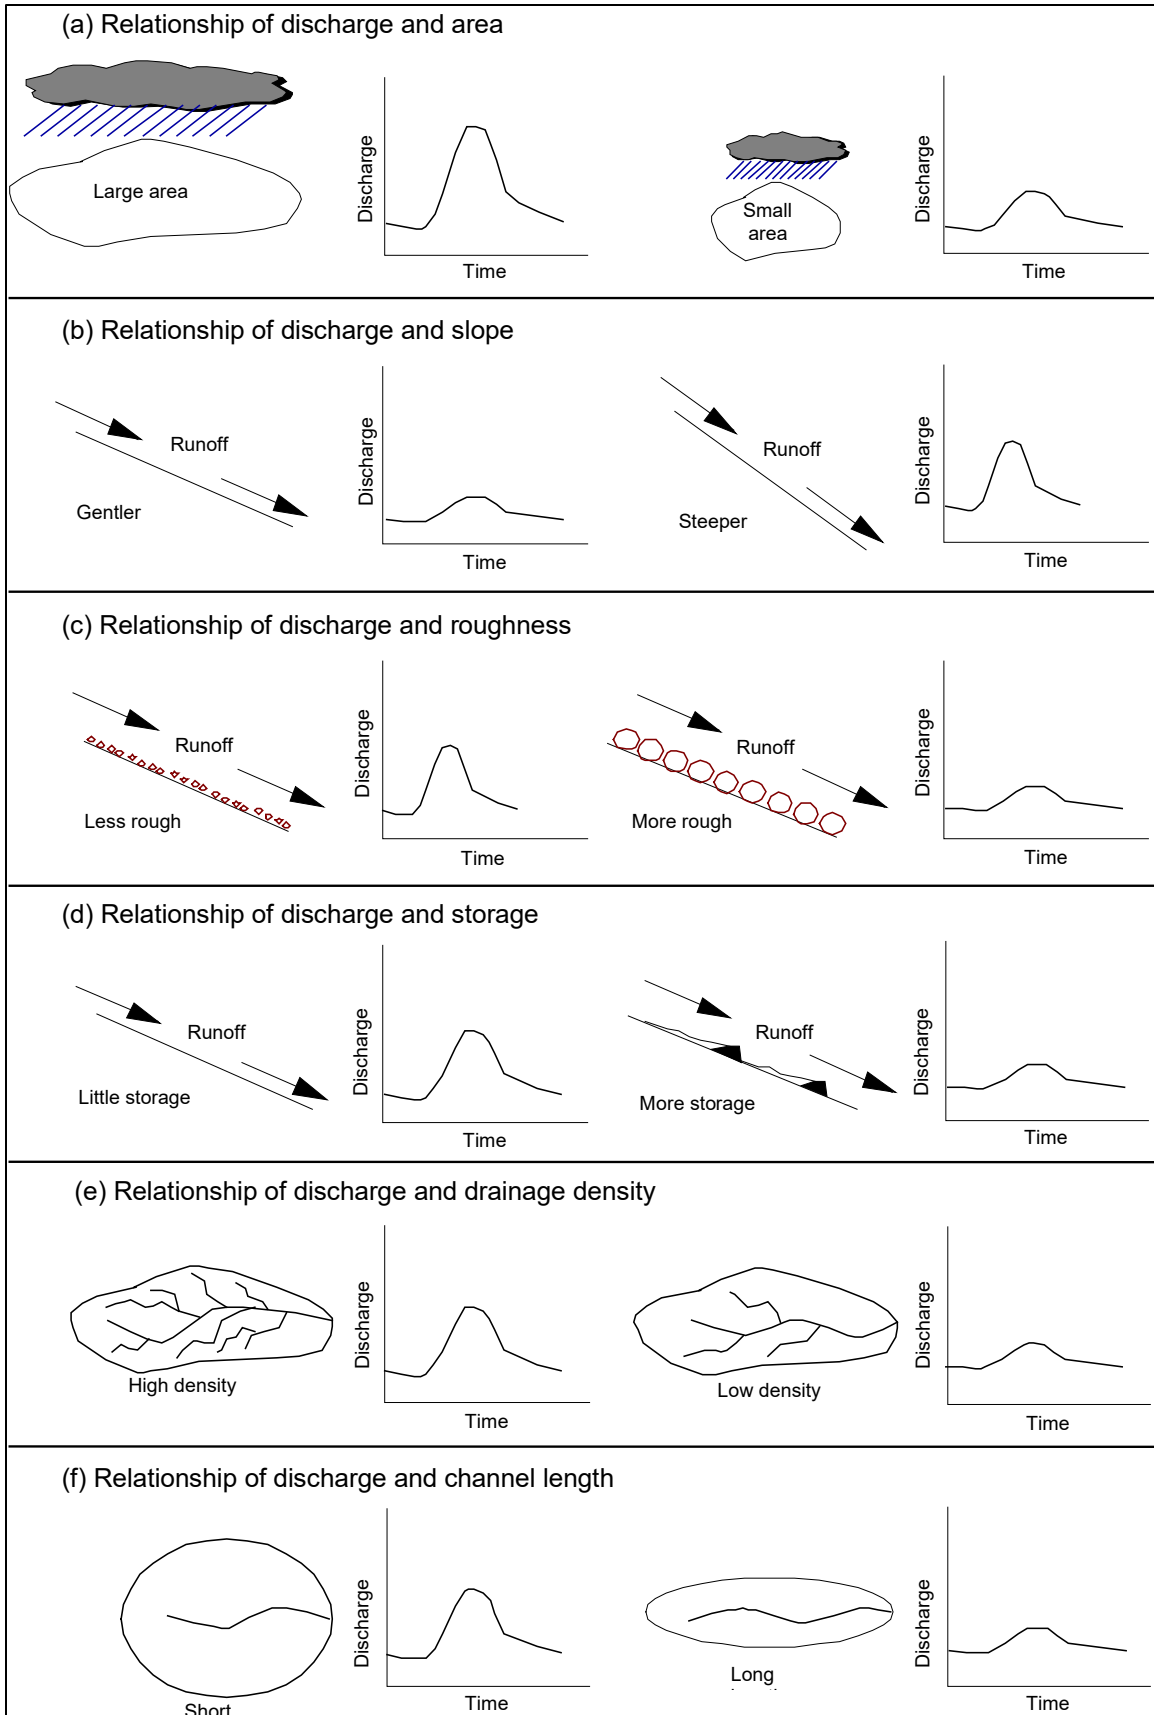 (a) Relationship of discharge and area
Large area
Discharge
Time
Small
area
Discharge
Time
(b) Relationship of discharge and slope
Runoff
Gentler
Discharge
Time
Runoff
Steeper
Discharge
Time
(c) Relationship of discharge and roughness
Runoff
Less rough
Discharge
Time
Runoff
More rough
Discharge
Time
(d) Relationship of discharge and storage
Runoff
Little storage
Discharge
Time
Runoff
More storage
Discharge
Time
(e) Relationship of discharge and drainage density
High density
Discharge
Time
Low density
Discharge
Time
(f) Relationship of discharge and channel length
Short
Discharge
Time
Long
Discharge
Time